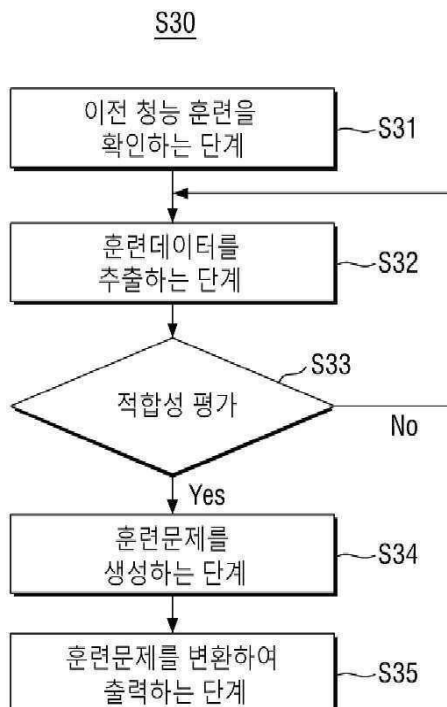 S30
이전 청능 훈련을
확인하는 단계
S31
훈련데이터를
추출하는 단계
S32
S33
적합성 평가
No
Yes
훈련문제를
생성하는 단계
S34
훈련문제를 변환하여
출력하는 단계
S35